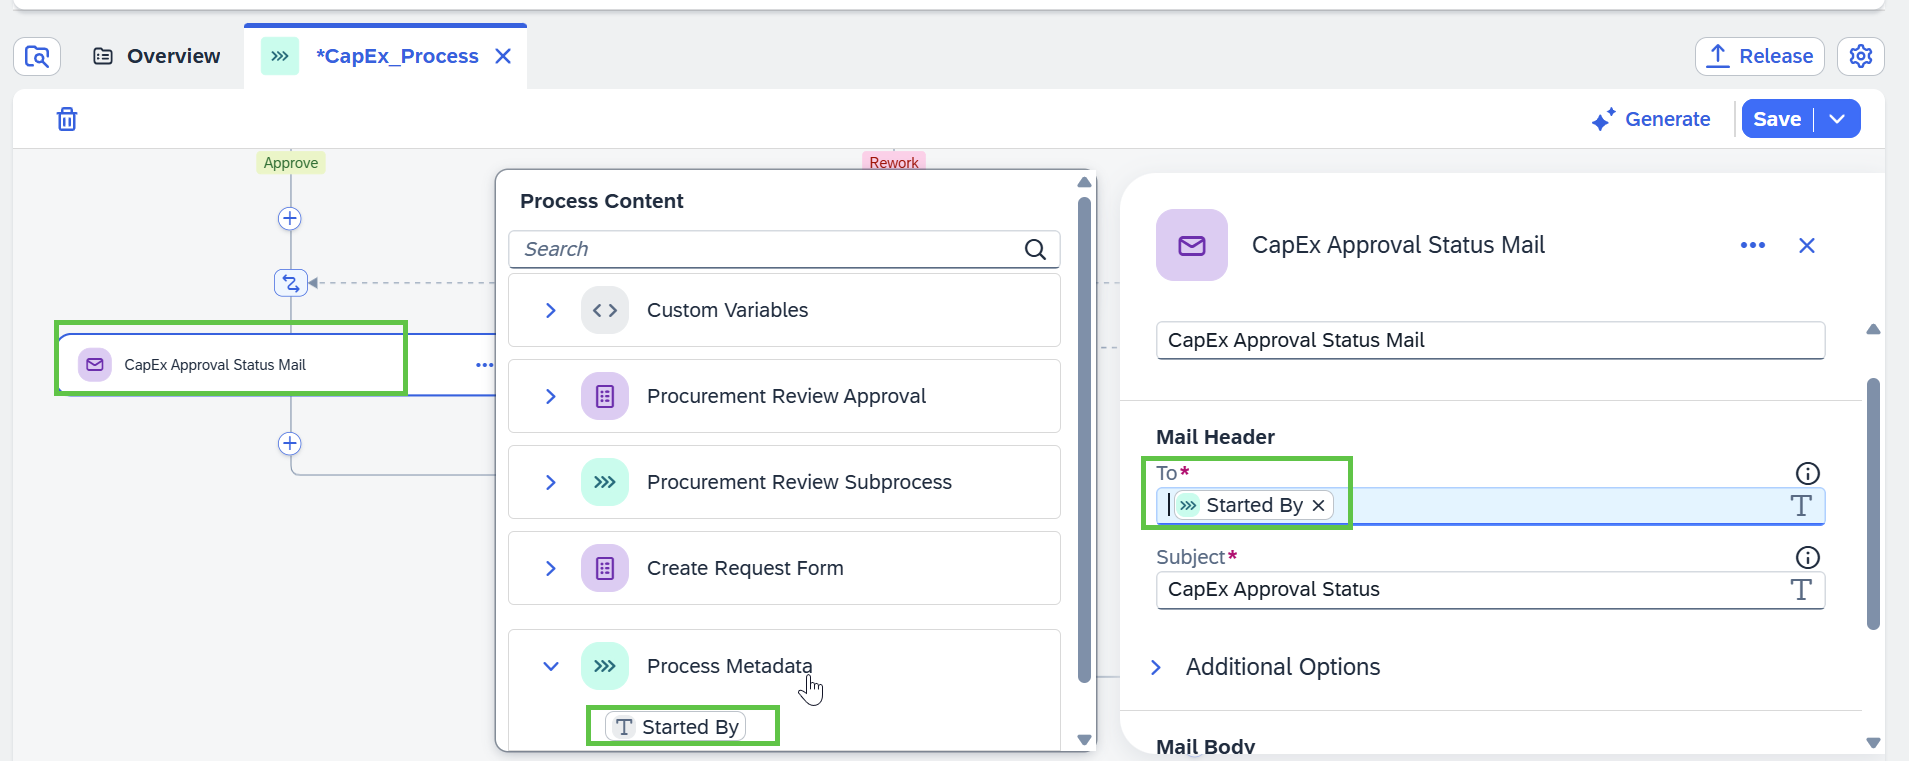 Overview
*CapEx_Process
Release
Generate
Save
Approve
Rework
CapEx Approval Status Mail
Process Content
Search
Custom Variables
Procurement Review Approval
Procurement Review Subprocess
Create Request Form
Process Metadata
Started By
CapEx Approval Status Mail
CapEx Approval Status Mail
Mail Header
To*
Started By
Subject*
CapEx Approval Status
Additional Options
Mail Body